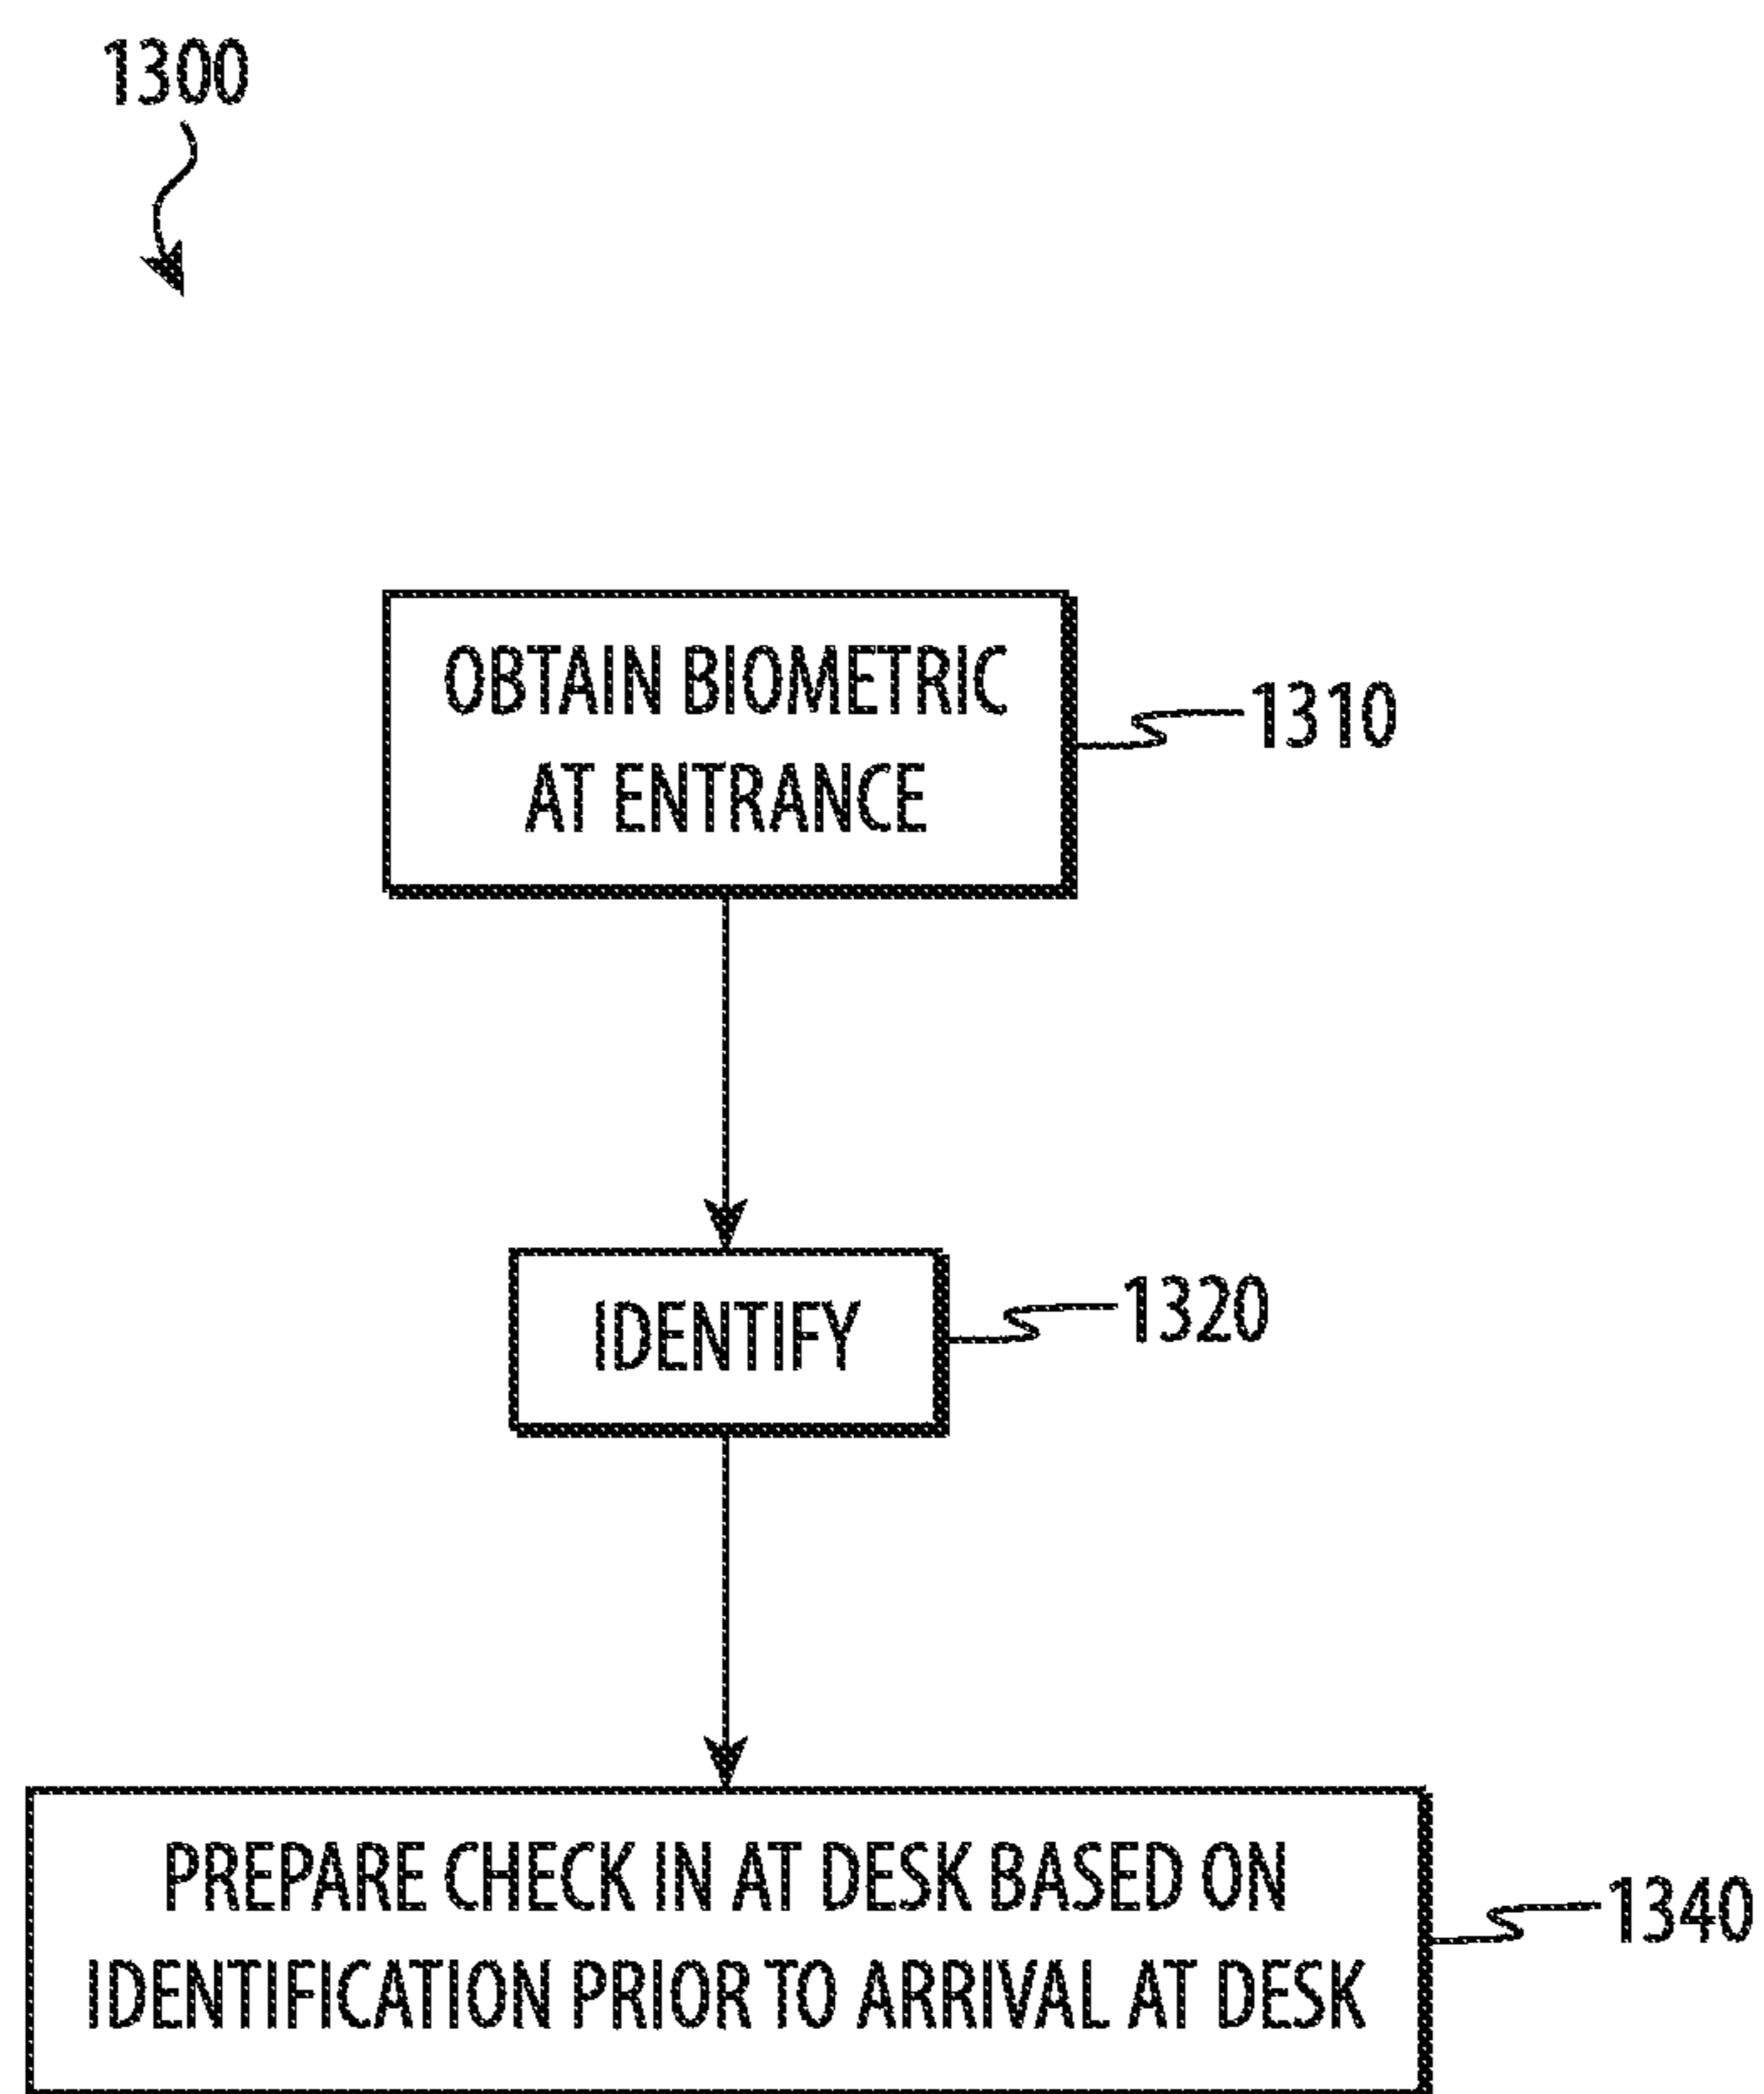 1300
OBTAIN BIOMETRIC
AT ENTRANCE
1310
IDENTIFY
1320
PREPARE CHECK IN AT DESK BASED ON
IDENTIFICATION PRIOR TO ARRIVAL AT DESK
1340